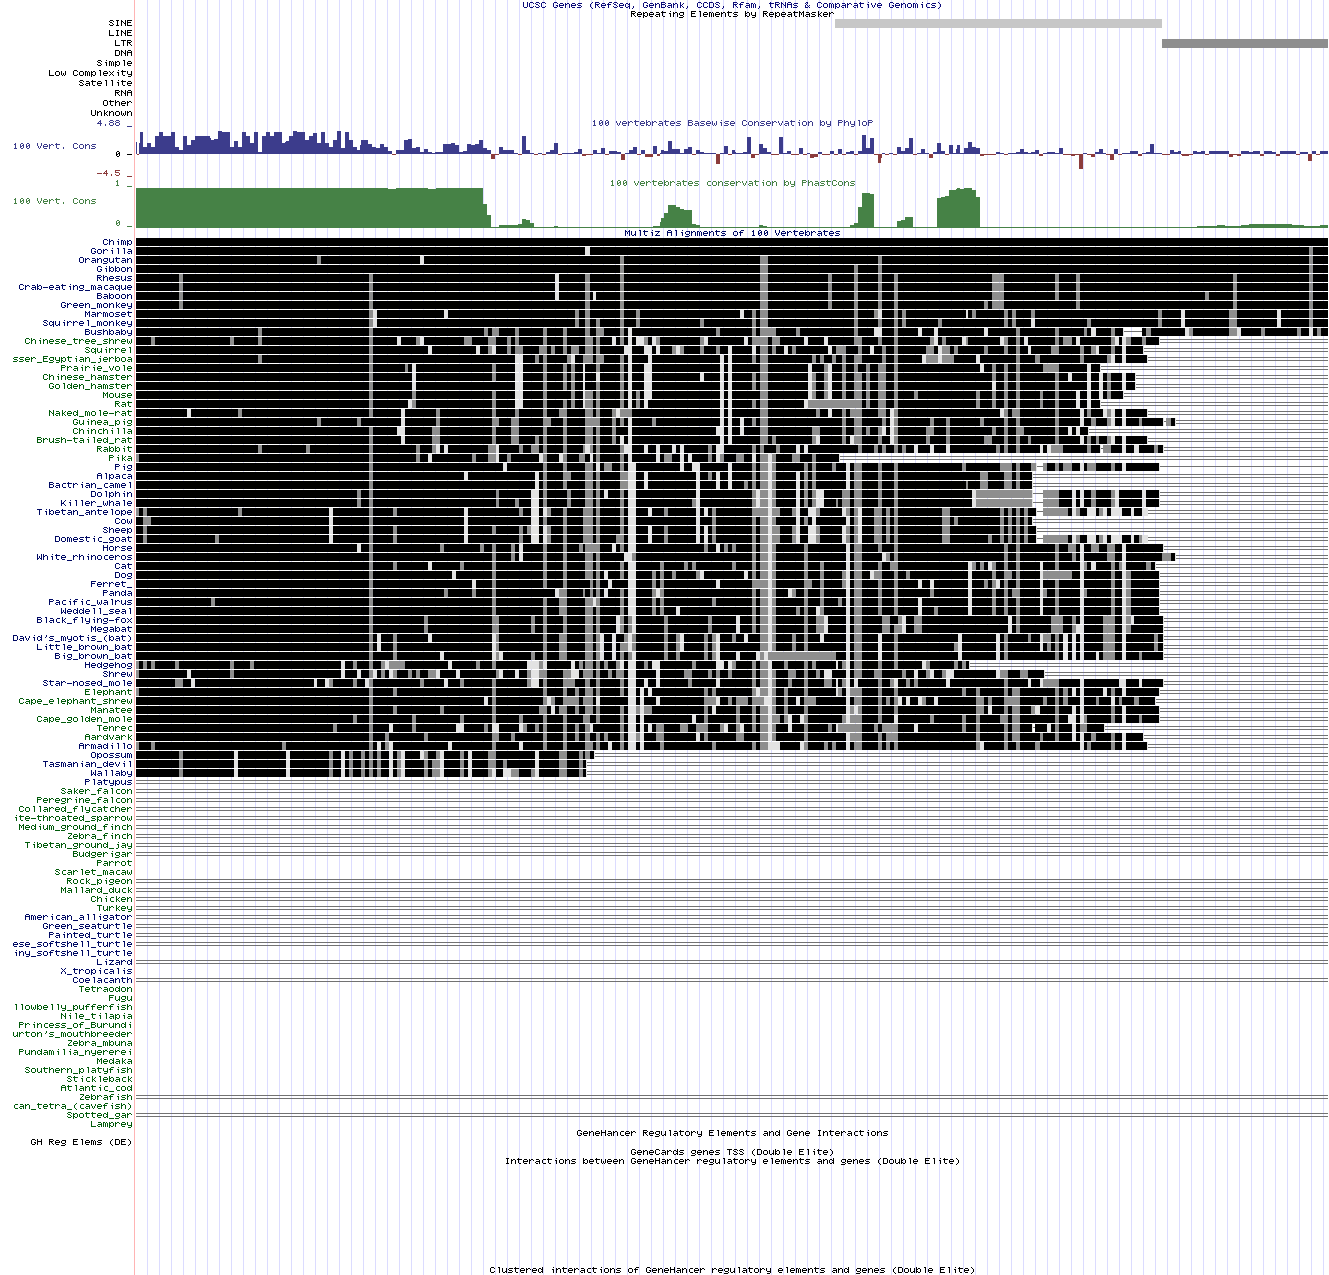 UCSC Genes (RefSeq, GenBank, CCDS, Rfam, tRNAs & Comparative Genomics)
Repeating Elements by RepeatMasker
SINE
LINE
LTR
DNA
Simple
Low Complexity
Satellite
RNA
Other
Unknown
4.88 _
100 vertebrates Basewise Conservation by PhyloP
100 Vert. Cons
0 -
-4.5 _
1 _
100 vertebrates conservation by PhastCons
100 Vert. Cons
0 _
Multiz Alignments of 100 Vertebrates
Chimp
Gorilla
Orangutan
Gibbon
Rhesus
Crab-eating_macaque
Baboon
Green_monkey
Marmoset
Squirrel_monkey
Bushbaby
Chinese_tree_shrew
Squirrel
sser_Egyptian_jerboa
Prairie_vole
Chinese_hamster
Golden_hamster
Mouse
Rat
Naked_mole-rat
Guinea_pig
Chinchilla
Brush-tailed_rat
Rabbit
Pika
Pig
Alpaca
Bactrian_camel
Dolphin
Killer_whale
Tibetan_antelope
Cow
Sheep
Domestic_goat
Horse
White_rhinoceros
Cat
Dog
Ferret_
Panda
Pacific_walrus
Weddell_seal
Black_flying-fox
Megabat
David's_myotis_(bat)
Little_brown_bat
Big_brown_bat
Hedgehog
Shrew
Star-nosed_mole
Elephant
Cape_elephant_shrew
Manatee
Cape_golden_mole
Tenrec
Aardvark
Armadillo
Opossum
Tasmanian_devil
Wallaby
Platypus
Saker_falcon
Peregrine_falcon
Collared_flycatcher
ite-throated_sparrow
Medium_ground_finch
Zebra_finch
Tibetan_ground_jay
Budgerigar
Parrot
Scarlet_macaw
Rock_pigeon
Mallard_duck
Chicken
Turkey
American_alligator
Green_seaturtle
Painted_turtle
ese_softshell_turtle
iny_softshell_turtle
Lizard
X_tropicalis
Coelacanth
Tetraodon
Fugu
llowbelly_pufferfish
Nile_tilapia
Princess_of_Burundi
urton's_mouthbreeder
Zebra_mbuna
Pundamilia_nyererei
Medaka
Southern_platyfish
Stickleback
Atlantic_cod
Zebrafish
can_tetra_(cavefish)
Spotted_gar
Lamprey
GeneHancer Regulatory Elements and Gene Interactions
GH Reg Elems (DE)
GeneCards genes TSS (Double Elite)
Interactions between GeneHancer regulatory elements and genes (Double Elite)
Clustered interactions of GeneHancer regulatory elements and genes (Double Elite)